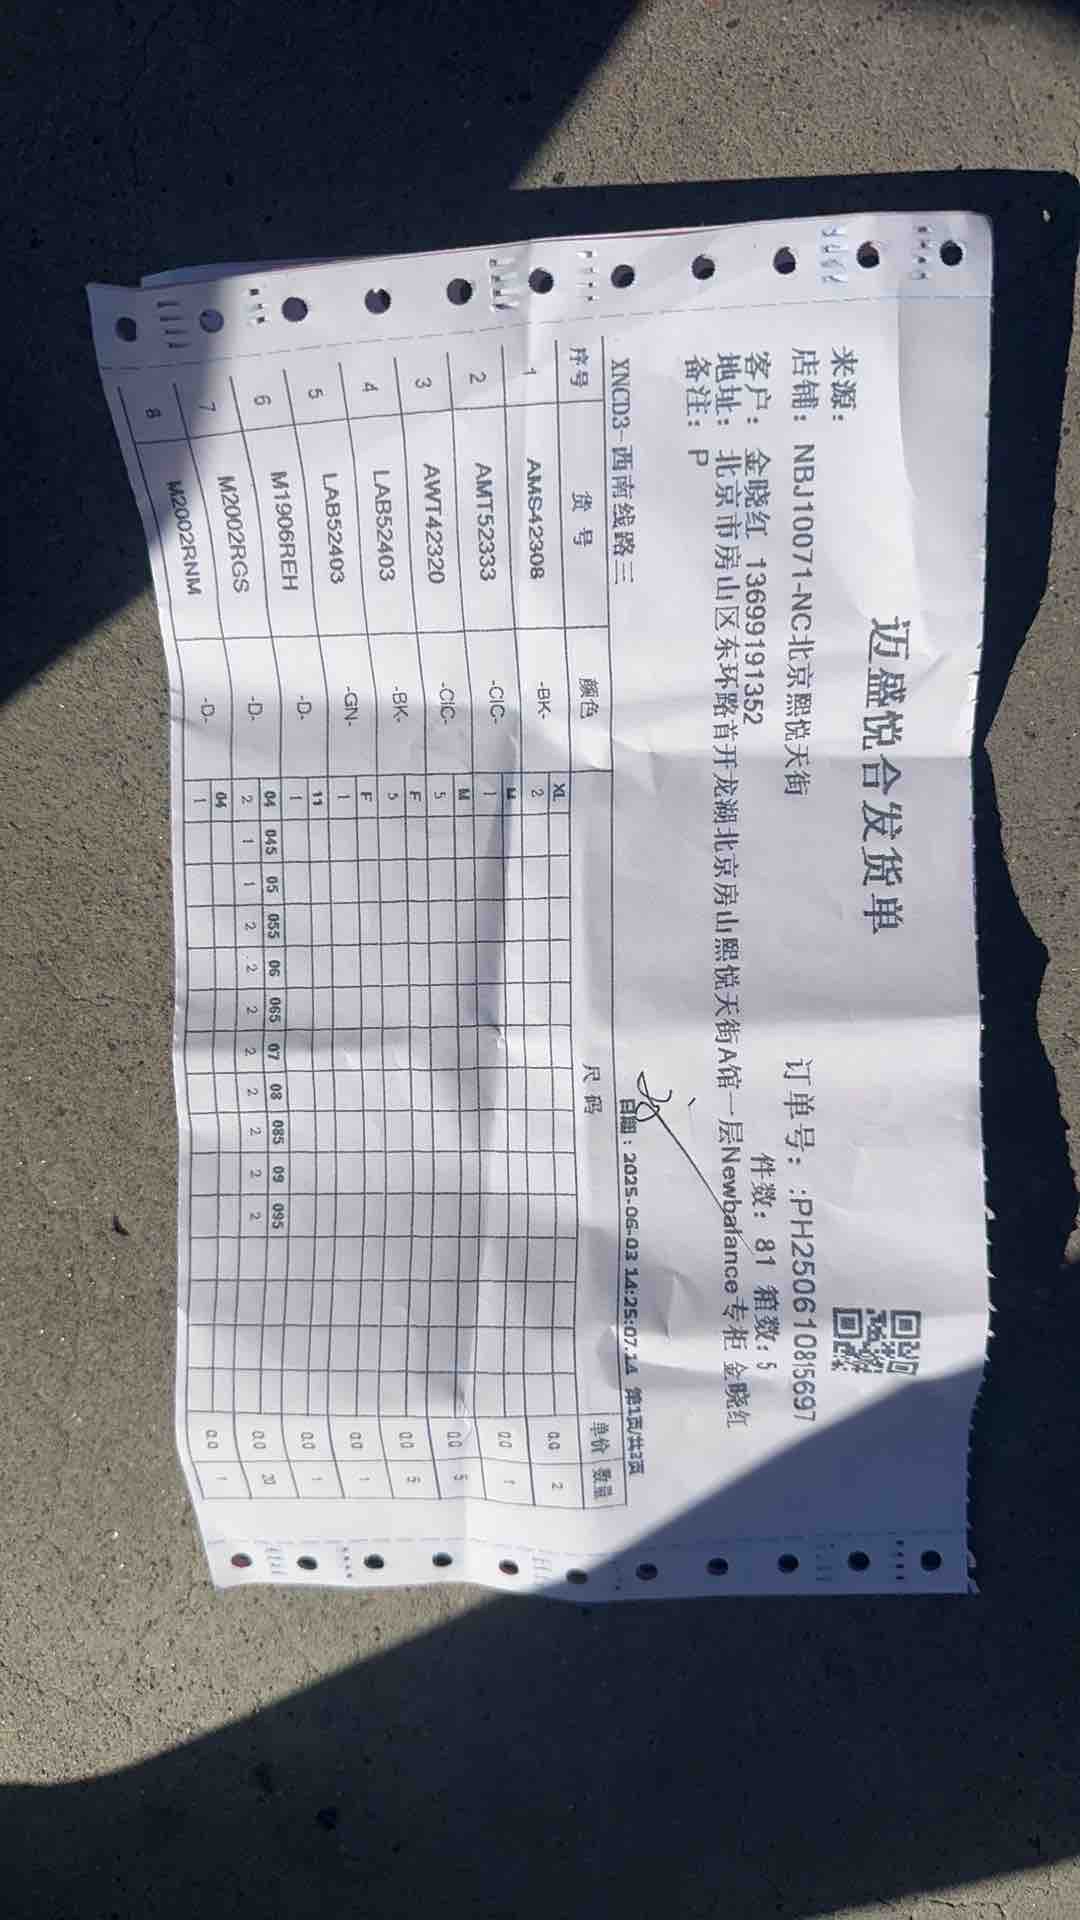 迈盛悦合发货单
来源：
店铺： NBJ10071-NC北京熙悦天街 订单号：:PH250610815697
客户： 金晓红 13699191352 件数：81 箱数：5
地址： 北京市房山区东环路首开龙湖北京房山熙悦天街A馆一层Newbalance专柜 金晓红
备注：P
XNCD3-西南线路三 日期：2025-06-03 14:25:07.14 第1页/共3页
序号 货号 颜色 尺码 单价 数量
XL
1 AMS42308 -BK- 2 0.0 2
M
2 AMT52333 -CIC- 1 0.0 1
M
3 AWT42320 -CIC- 5 0.0 5
F
4 LAB52403 -BK- 5 0.0 5
F
5 LAB52403 -GN- 1 0.0 1
11
6 M1906REH -D- 1 0.0 1
04 045 05 055 06 065 07 08 085 09 095
7 M2002RGS -D- 2 1 1 2 2 2 2 2 2 2 2 0.0 20
04
8 M2002RNM -D- 1 0.0 1